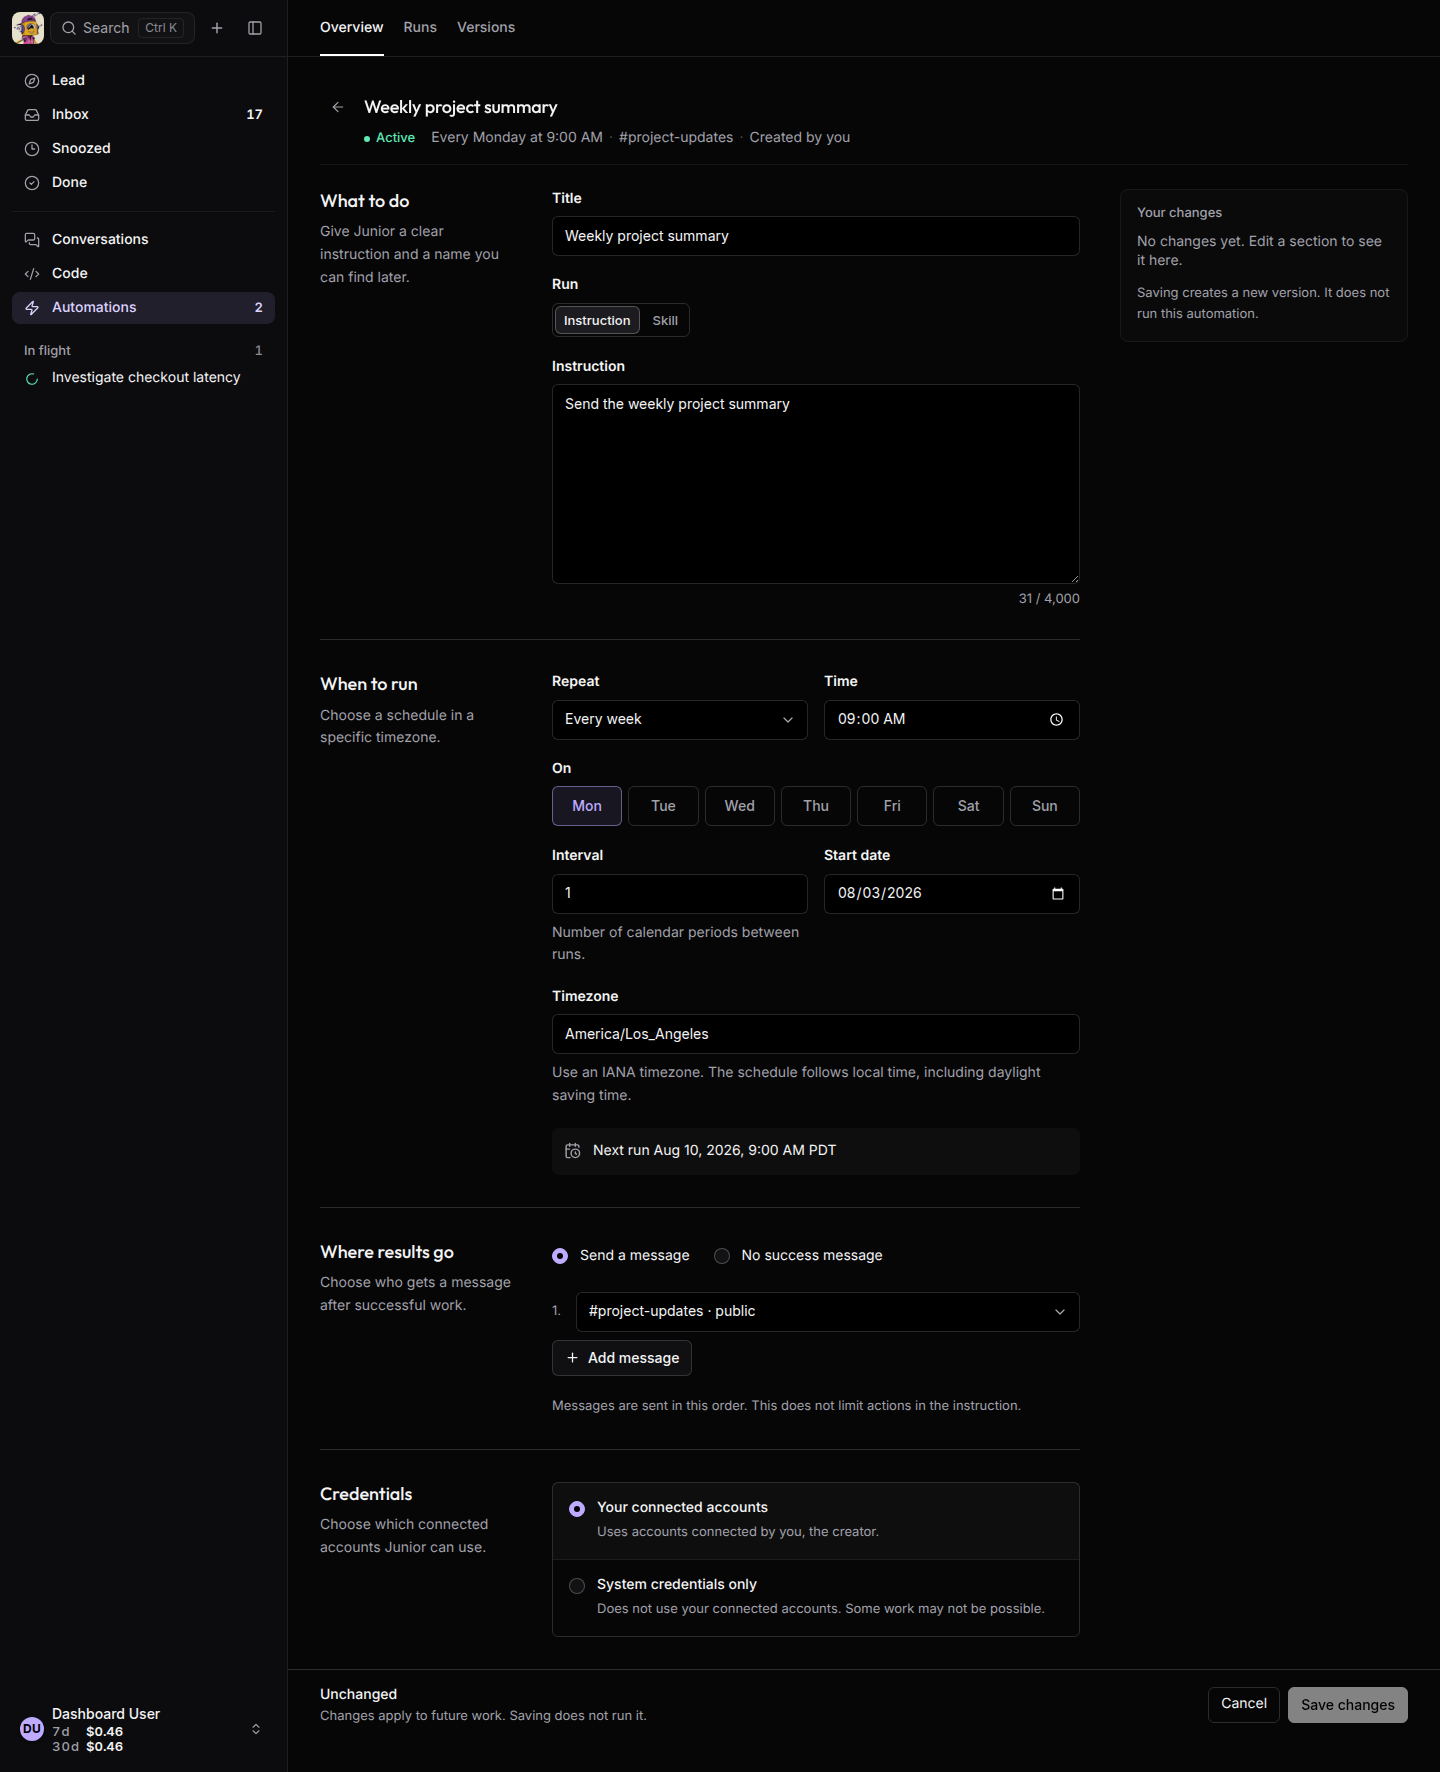 Search Ctrl K
Lead
Inbox 17
Snoozed
Done
Conversations
Code
Automations 2
In flight 1
Investigate checkout latency
Dashboard User
DU
7d $0.46
30d $0.46
Overview Runs Versions
Weekly project summary
Active Every Monday at 9:00 AM · #project-updates · Created by you
What to do
Give Junior a clear
instruction and a name you
can find later.
Title
Weekly project summary
Run
Instruction Skill
Instruction
Send the weekly project summary
31 / 4,000
Your changes
No changes yet. Edit a section to see
it here.
Saving creates a new version. It does not
run this automation.
When to run
Choose a schedule in a
specific timezone.
Repeat Time
Every week 09:00 AM
On
Mon Tue Wed Thu Fri Sat Sun
Interval Start date
1 08/03/2026
Number of calendar periods between
runs.
Timezone
America/Los_Angeles
Use an IANA timezone. The schedule follows local time, including daylight
saving time.
Next run Aug 10, 2026, 9:00 AM PDT
Where results go
Choose who gets a message
after successful work.
Send a message No success message
1. #project-updates · public
Add message
Messages are sent in this order. This does not limit actions in the instruction.
Credentials
Choose which connected
accounts Junior can use.
Your connected accounts
Uses accounts connected by you, the creator.
System credentials only
Does not use your connected accounts. Some work may not be possible.
Unchanged
Changes apply to future work. Saving does not run it.
Cancel Save changes